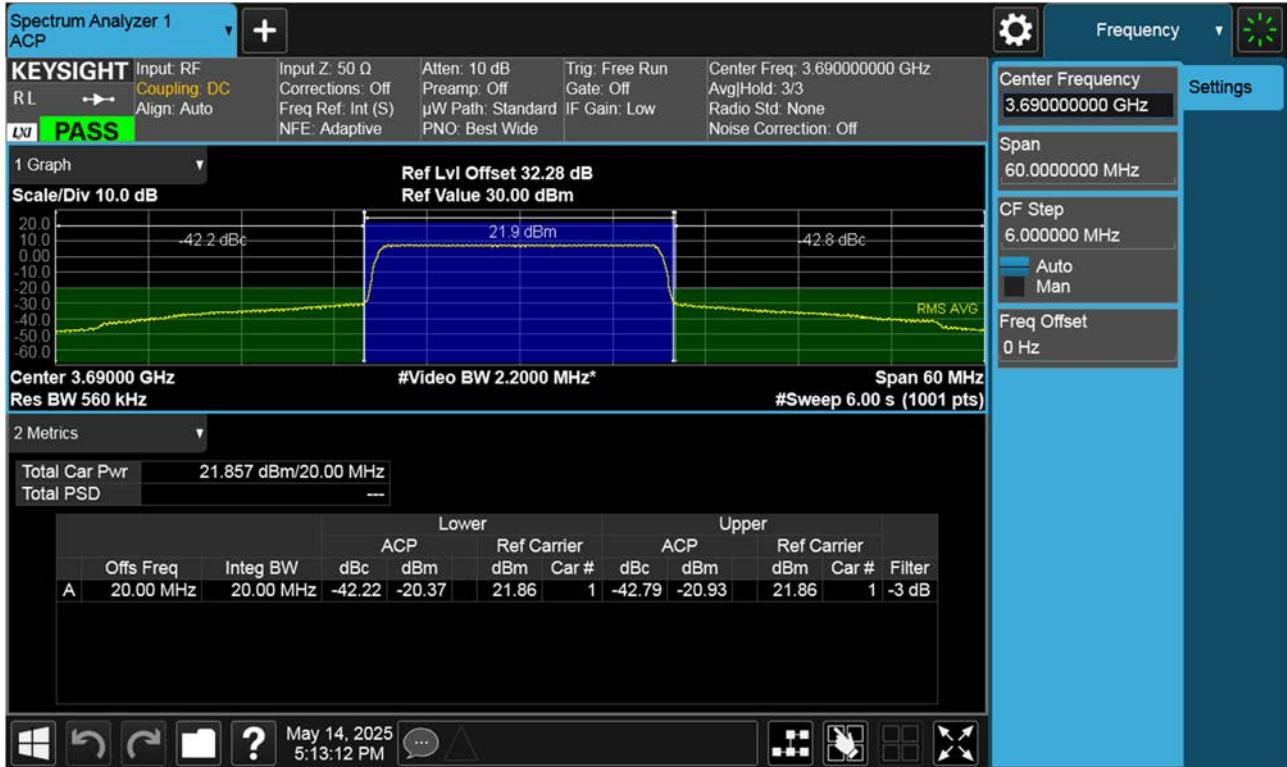 Spectrum Analyzer 1
ACP
+
Frequency
KEYSIGHT
R L
LXI
PASS
Input: RF
Coupling: DC
Align: Auto
Input Z: 50 Ω
Corrections: Off
Freq Ref: Int (S)
NFE: Adaptive
Atten: 10 dB
Preamp: Off
µW Path: Standard
PNO: Best Wide
Trig: Free Run
Gate: Off
IF Gain: Low
Center Freq: 3.690000000 GHz
Avg|Hold: 3/3
Radio Std: None
Noise Correction: Off
Center Frequency
3.690000000 GHz
Settings
Span
60.0000000 MHz
CF Step
6.000000 MHz
Auto
Man
Freq Offset
0 Hz
1 Graph
Scale/Div 10.0 dB
Ref Lvl Offset 32.28 dB
Ref Value 30.00 dBm
20.0
10.0
0.00
-10.0
-20.0
-30.0
-40.0
-50.0
-60.0
-42.2 dBc
21.9 dBm
-42.8 dBc
RMS AVG
Center 3.69000 GHz
#Video BW 2.2000 MHz*
Span 60 MHz
Res BW 560 kHz
#Sweep 6.00 s (1001 pts)
2 Metrics
Total Car Pwr 21.857 dBm/20.00 MHz
Total PSD ---
Lower Upper
ACP Ref Carrier ACP Ref Carrier
Offs Freq Integ BW dBc dBm dBm Car # dBc dBm dBm Car # Filter
A 20.00 MHz 20.00 MHz -42.22 -20.37 21.86 1 -42.79 -20.93 21.86 1 -3 dB
?
May 14, 2025
5:13:12 PM